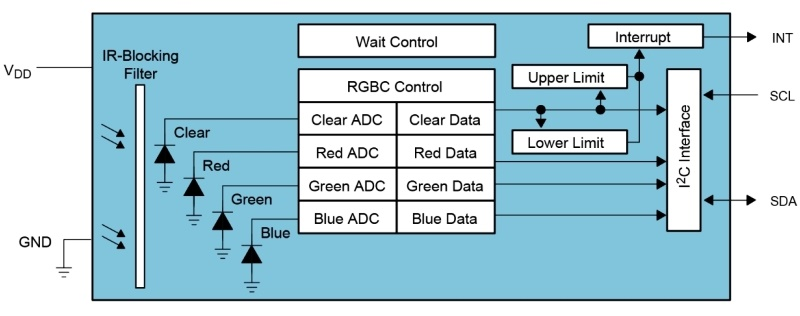 Wait Control
Interrupt
INT
IR-Blocking
Filter
VDD
RGBC Control
Upper Limit
SCL
Clear
Clear ADC
Clear Data
Lower Limit
Red
Red ADC
Red Data
I2C Interface
Green
Green ADC
Green Data
SDA
Blue
Blue ADC
Blue Data
GND